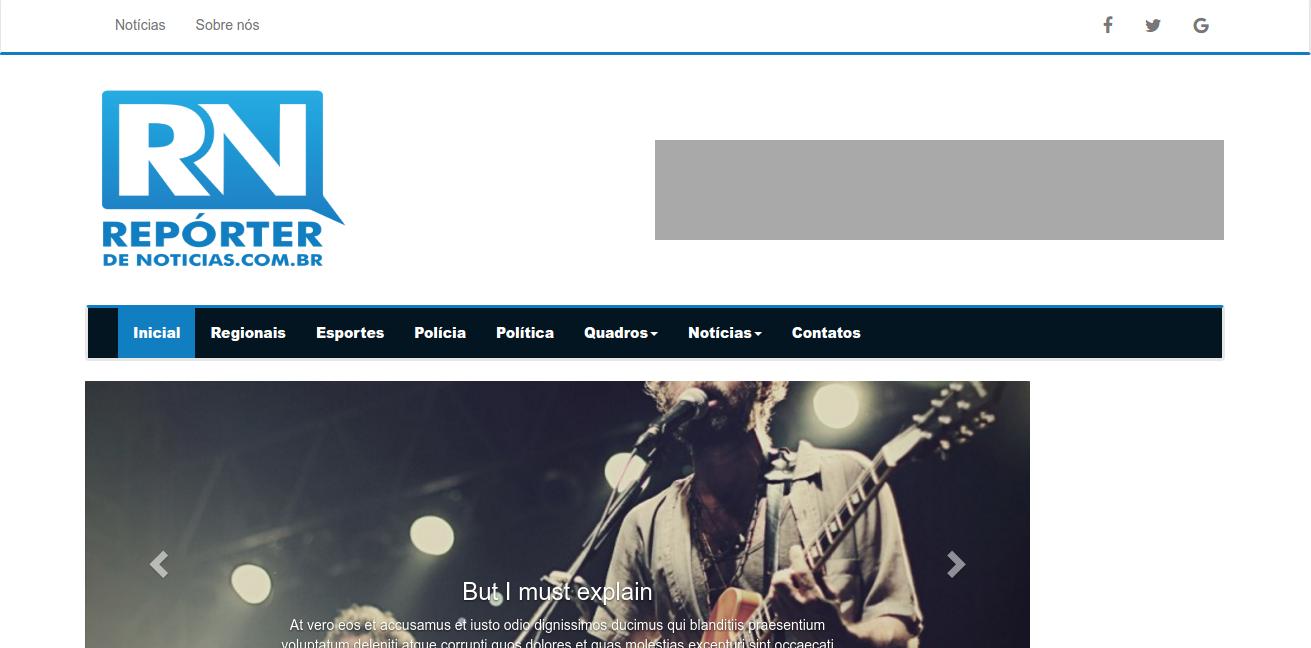 Notícias Sobre nós
RN
REPÓRTER
DE NOTICIAS.COM.BR
Inicial Regionais Esportes Polícia Política Quadros Notícias Contatos
But I must explain
At vero eos et accusamus et iusto odio dignissimos ducimus qui blanditiis praesentium
voluptatum deleniti atque corrupti quos dolores et quas molestias excepturi sint occaecati